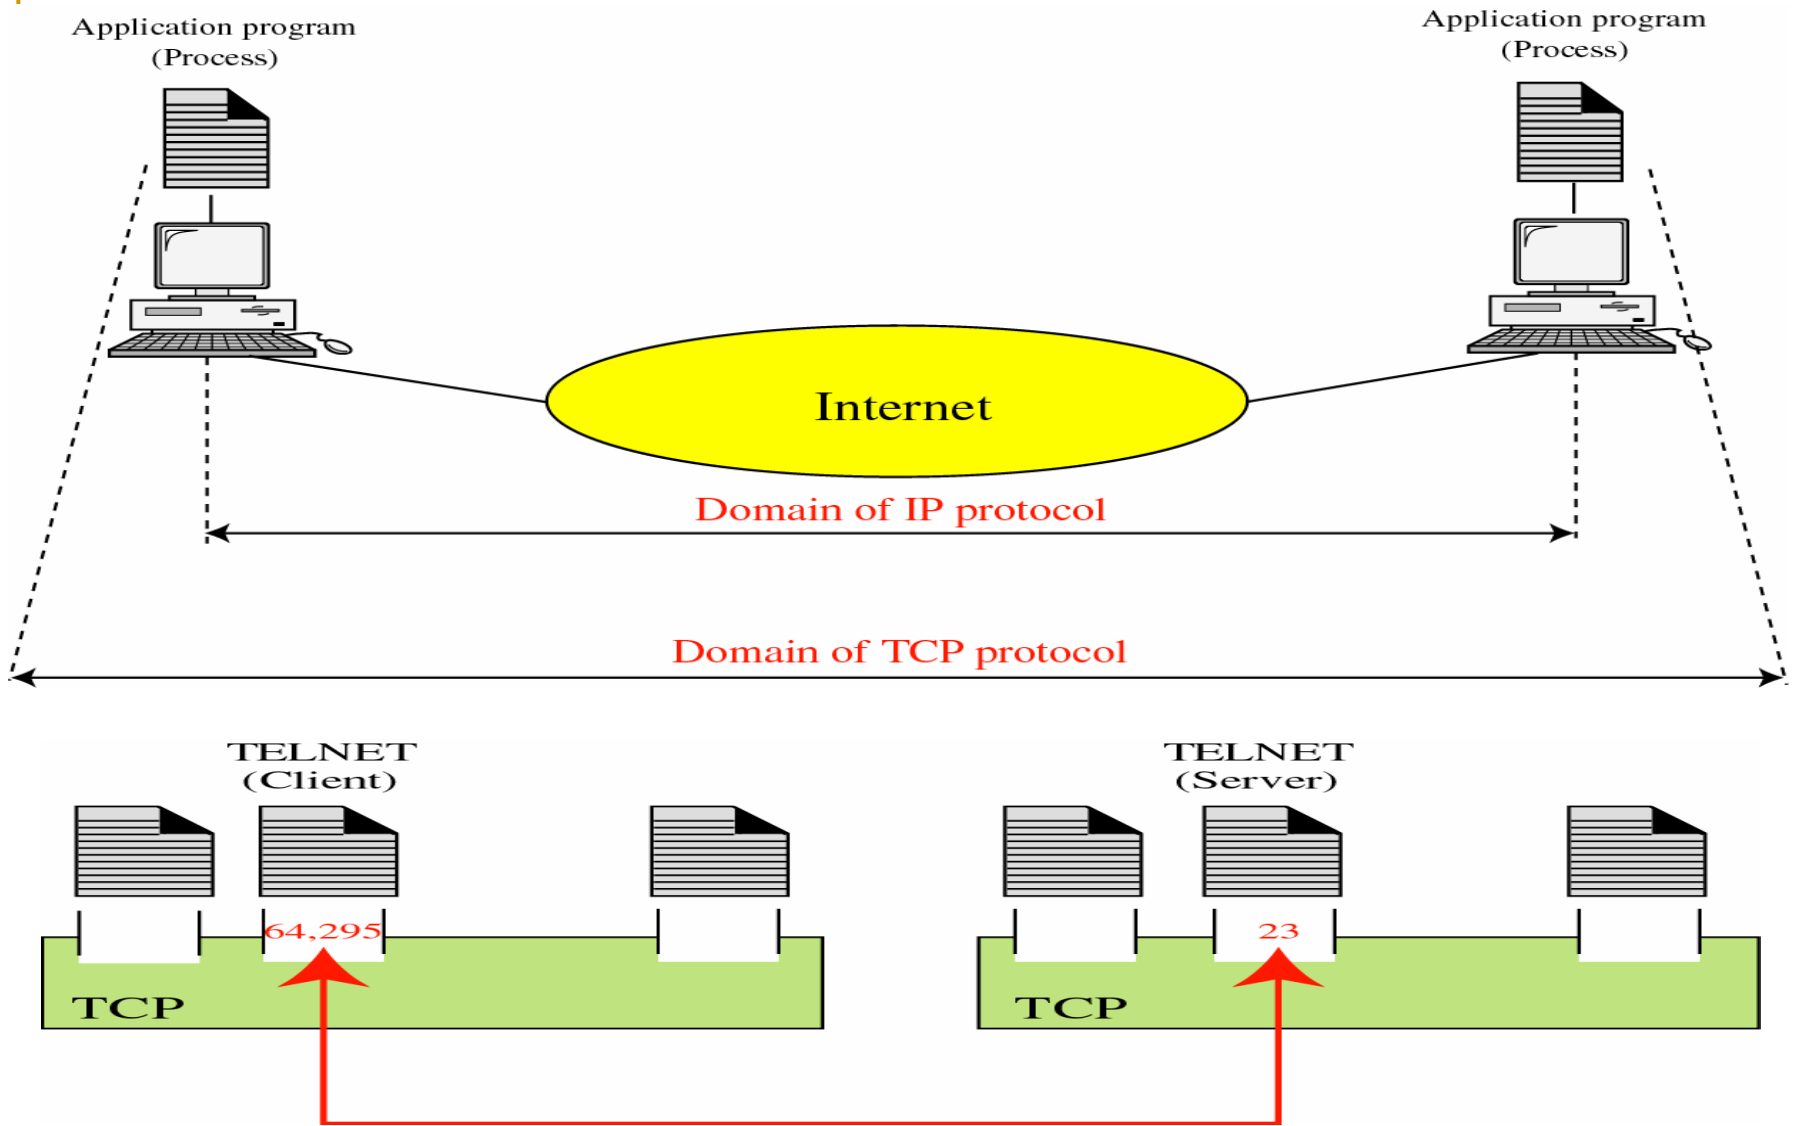 Application program
(Process)
Application program
(Process)
Internet
Domain of IP protocol
Domain of TCP protocol
TELNET
(Client)
TELNET
(Server)
64,295
23
TCP
TCP